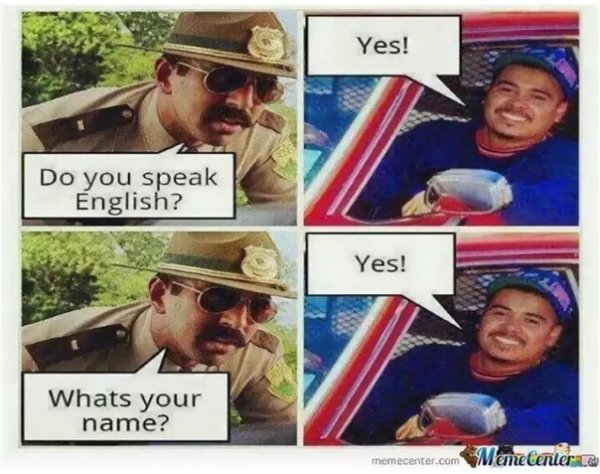 Do you speak
English?
Yes!
Whats your
name?
Yes!
memecenter.com MemeCenter